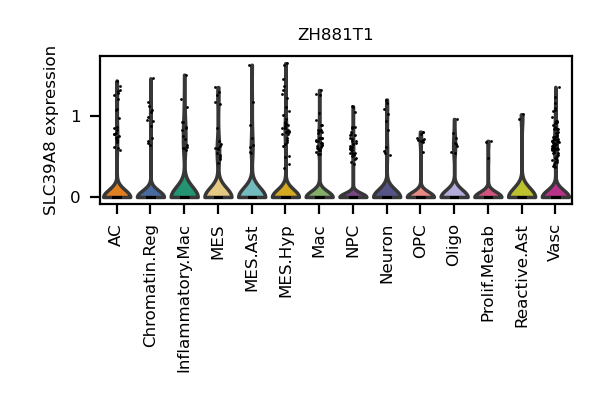 ZH881T1
SLC39A8 expression
1
0
AC
Chromatin.Reg
Inflammatory.Mac
MES
MES.Ast
MES.Hyp
Mac
NPC
Neuron
OPC
Oligo
Prolif.Metab
Reactive.Ast
Vasc